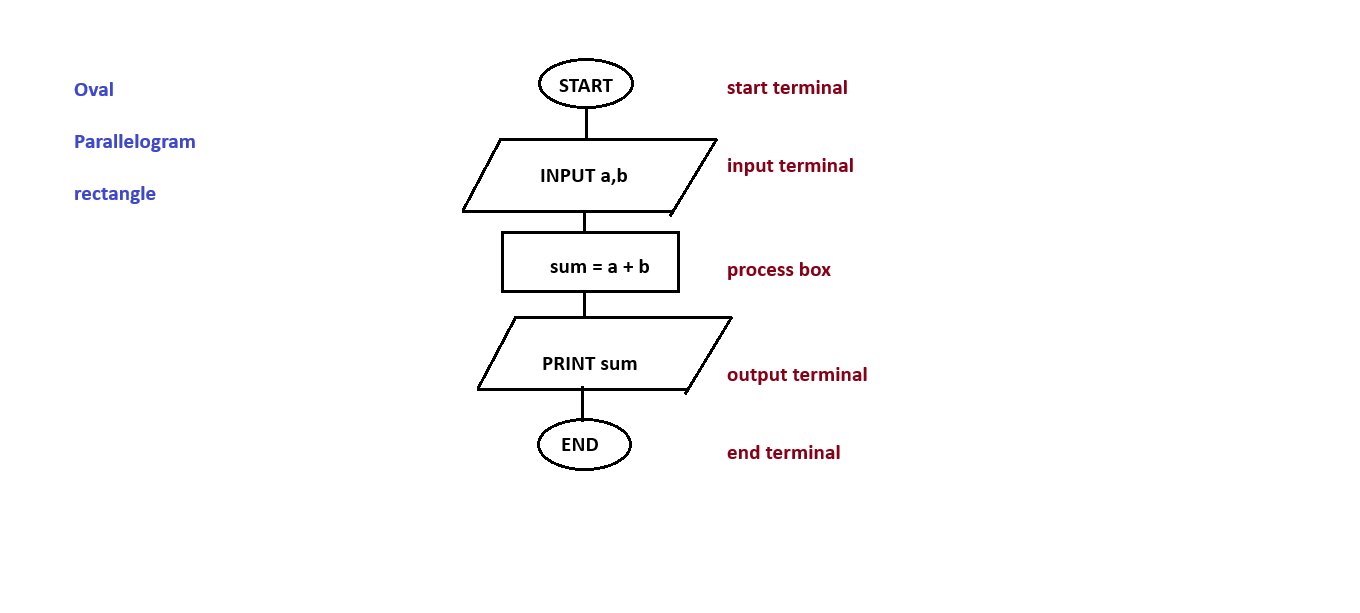 Oval
Parallelogram
rectangle
START
start terminal
INPUT a,b
input terminal
sum = a + b
process box
PRINT sum
output terminal
END
end terminal